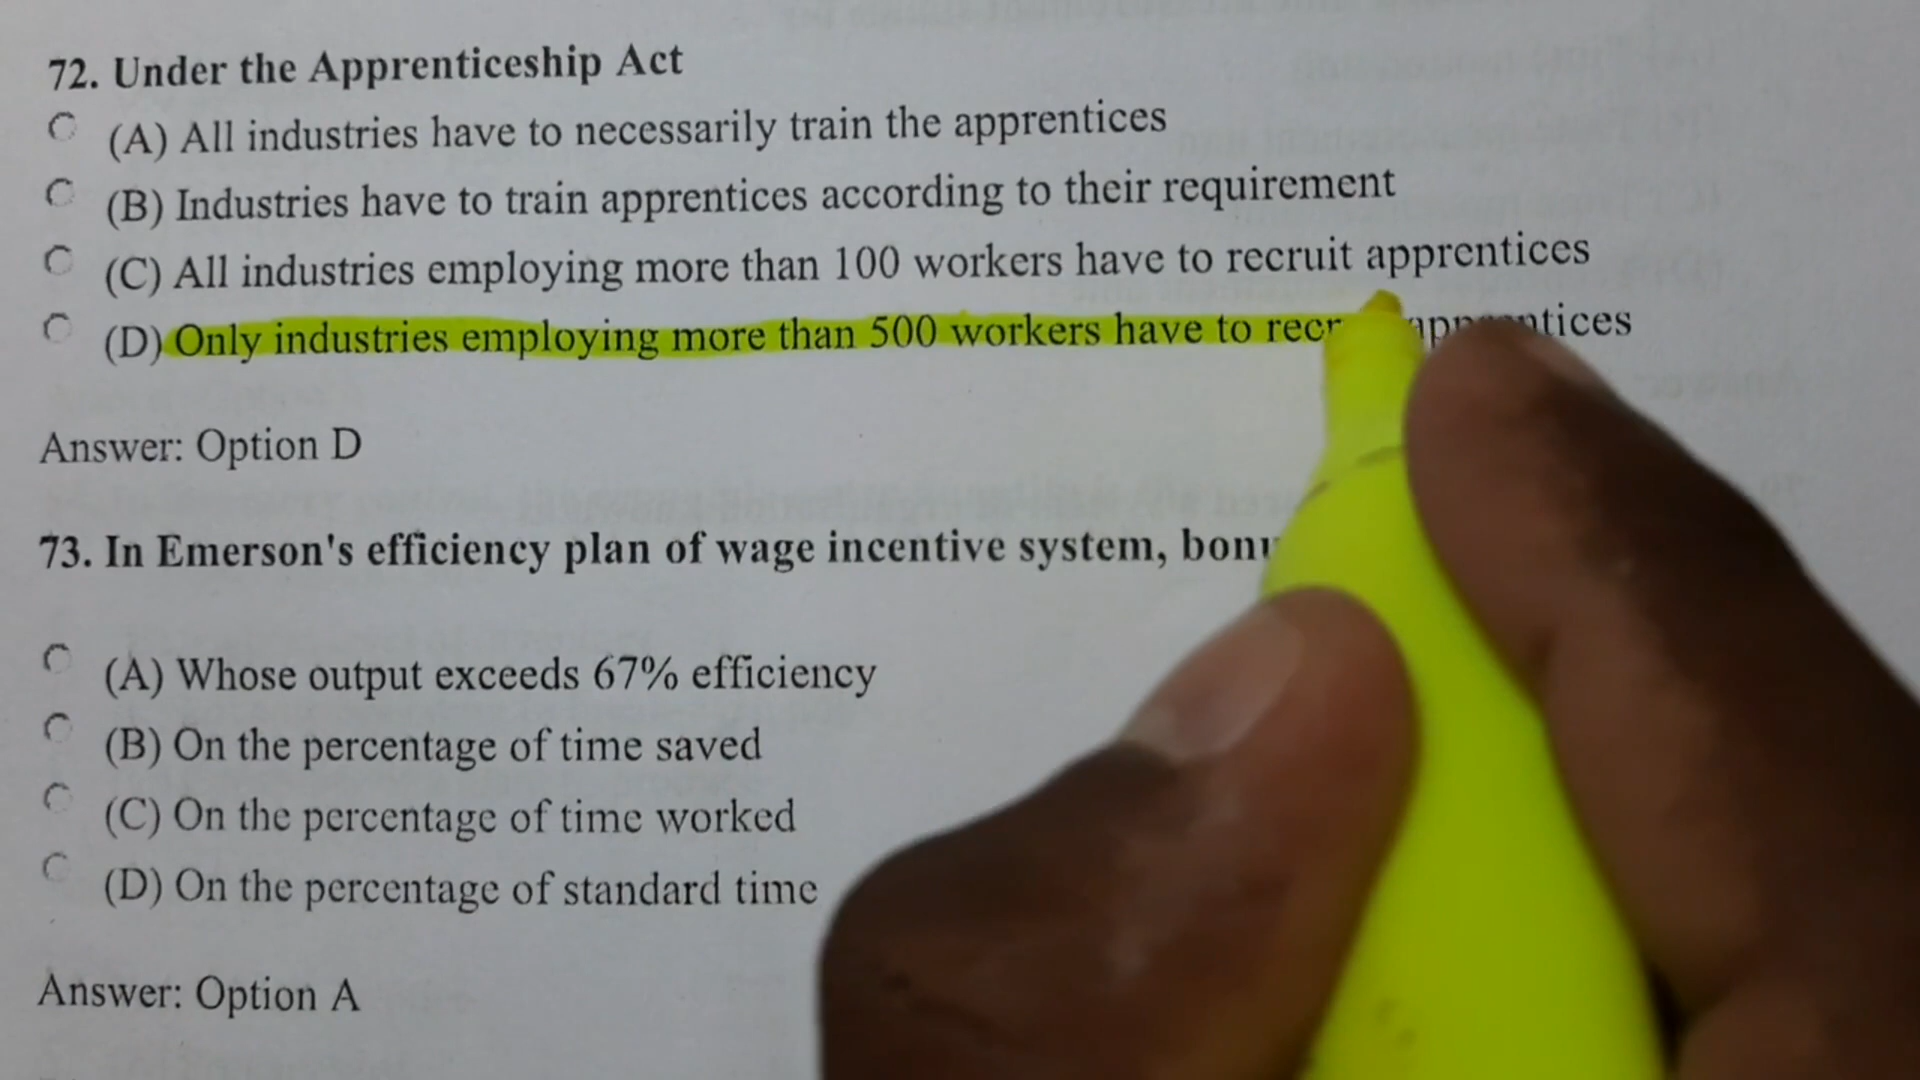 72. Under the Apprenticeship Act
(A) All industries have to necessarily train the apprentices
(B) Industries have to train apprentices according to their requirement
(C) All industries employing more than 100 workers have to recruit apprentices
(D) Only industries employing more than 500 workers have to
Answer: Option D
73. In Emerson's efficiency plan of wage incentive system,
(A) Whose output exceeds 67% efficiency
(B) On the percentage of time saved
(C) On the percentage of time worked
(D) On the percentage of standard time
Answer: Option A